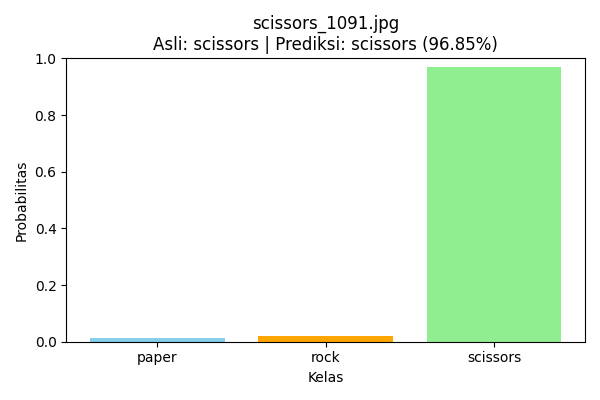 scissors_1091.jpg
Asli: scissors | Prediksi: scissors (96.85%)
1.0
0.8
0.6
0.4
0.2
0.0
Probabilitas
paper
rock
scissors
Kelas